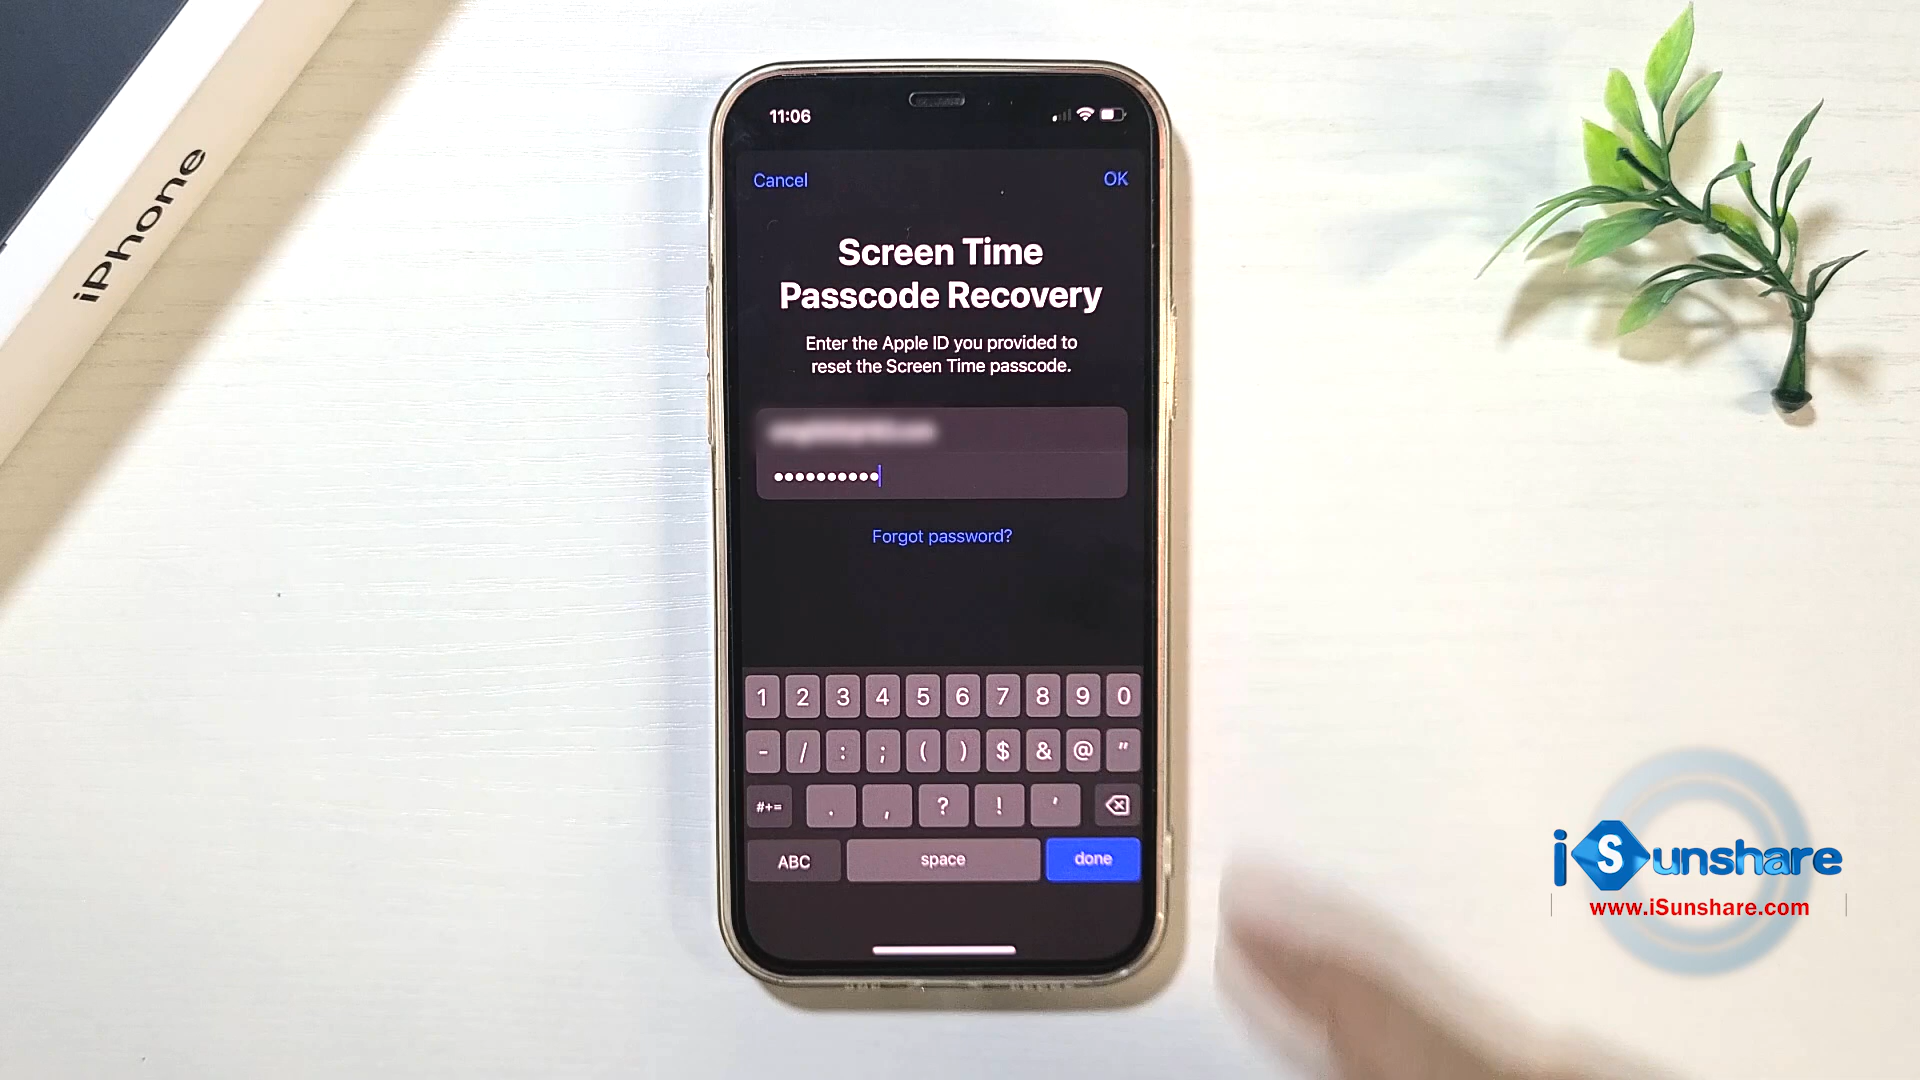 iPhone
11:06
Cancel
OK
Screen Time
Passcode Recovery
Enter the Apple ID you provided to
reset the Screen Time passcode.
••••••••••
Forgot password?
1 2 3 4 5 6 7 8 9 0
- / : ; ( ) $ & @ "
#+= . , ? ! '
ABC space done
iSunshare
www.iSunshare.com